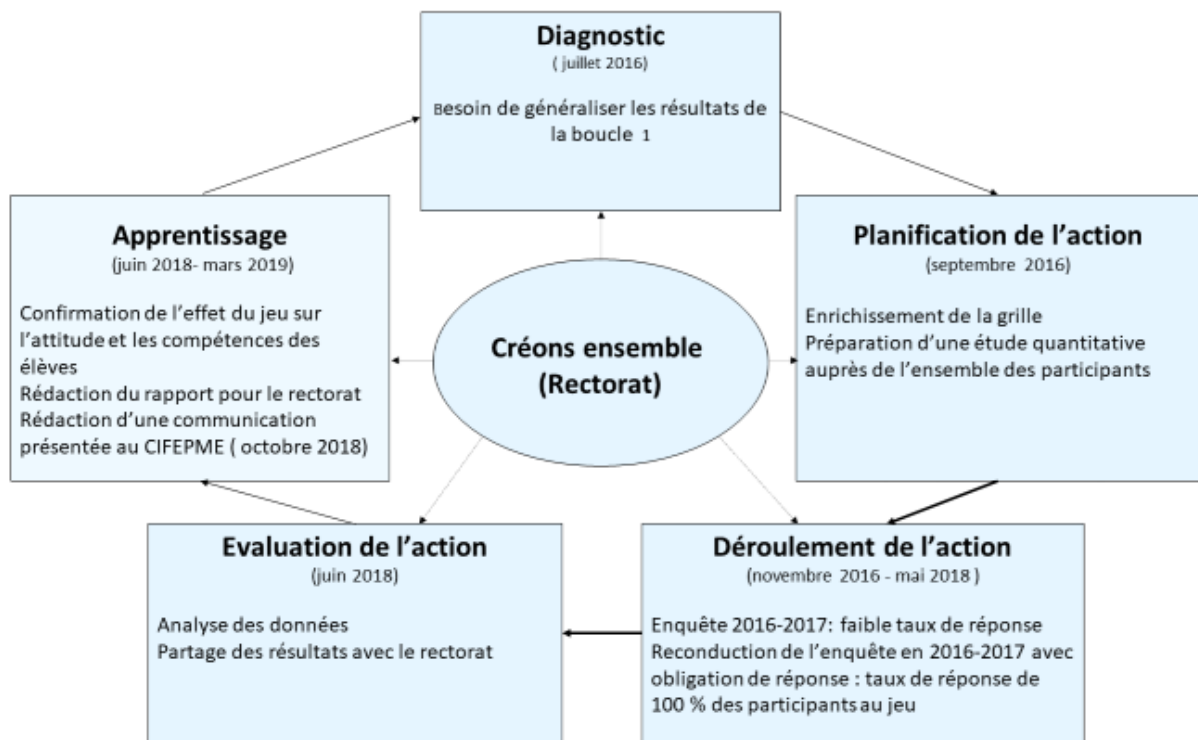 Diagnostic
( juillet 2016)
Besoin de généraliser les résultats de
la boucle 1
Apprentissage
(juin 2018- mars 2019)
Confirmation de l'effet du jeu sur
l'attitude et les compétences des
élèves
Rédaction du rapport pour le rectorat
Rédaction d'une communication
présentée au CIFEPME ( octobre 2018)
Créons ensemble
(Rectorat)
Planification de l'action
(septembre 2016)
Enrichissement de la grille
Préparation d'une étude quantitative
auprès de l'ensemble des participants
Evaluation de l'action
(juin 2018)
Analyse des données
Partage des résultats avec le rectorat
Déroulement de l'action
(novembre 2016 - mai 2018 )
Enquête 2016-2017: faible taux de réponse
Reconduction de l'enquête en 2016-2017 avec
obligation de réponse : taux de réponse de
100 % des participants au jeu